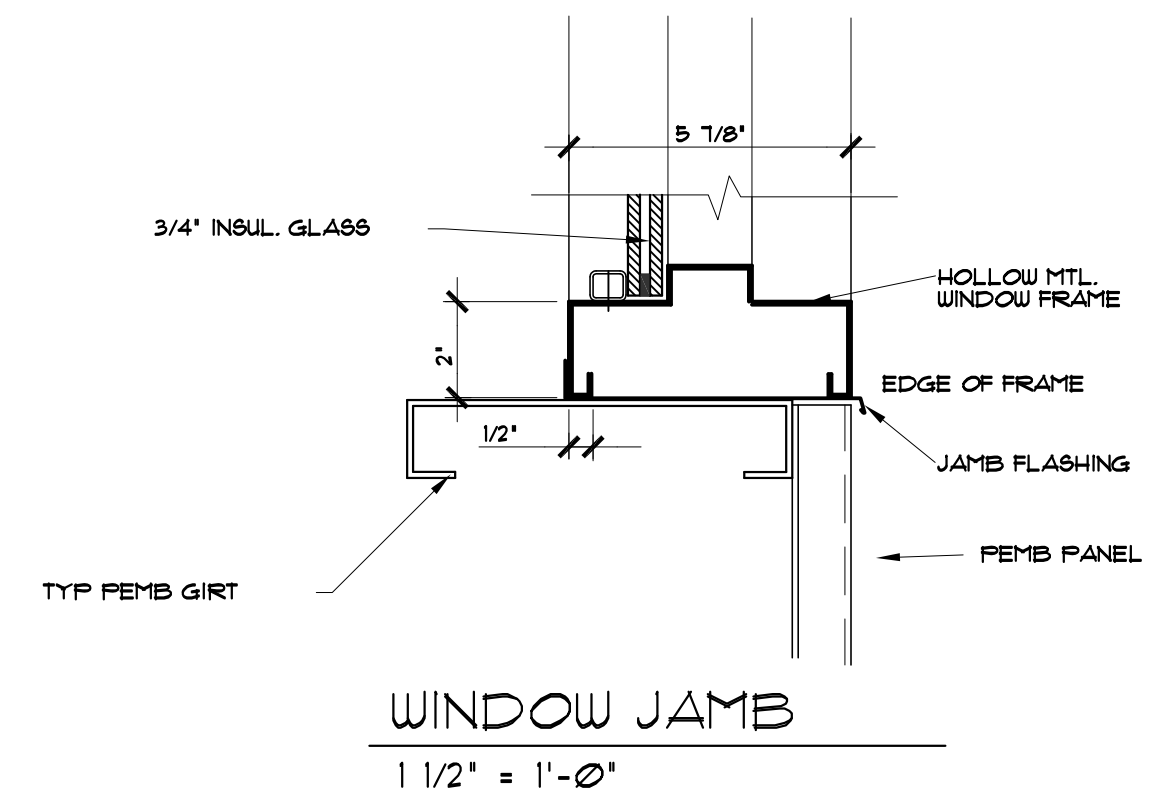 5 7/8"
3/4" INSUL. GLASS
HOLLOW MTL.
WINDOW FRAME
2"
EDGE OF FRAME
1/2"
JAMB FLASHING
PEMB PANEL
TYP PEMB GIRT
WINDOW JAMB
1 1/2" = 1'-0"